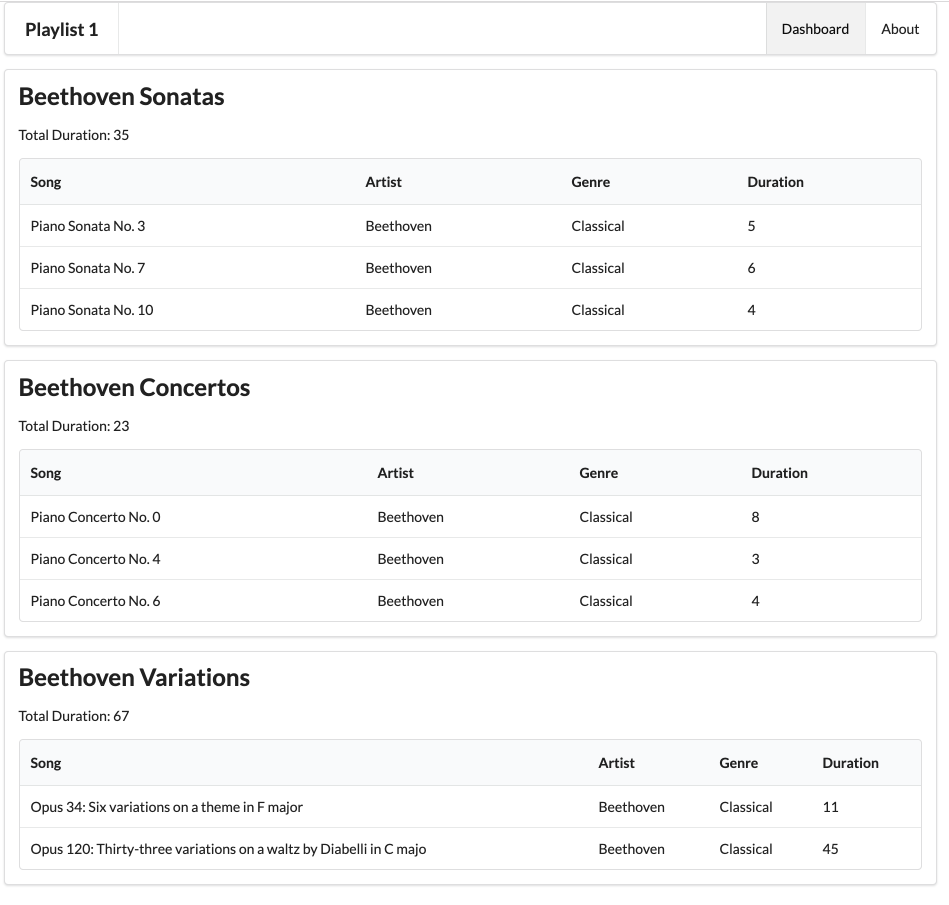 Playlist 1 Dashboard About
Beethoven Sonatas
Total Duration: 35
Song Artist Genre Duration
Piano Sonata No. 3 Beethoven Classical 5
Piano Sonata No. 7 Beethoven Classical 6
Piano Sonata No. 10 Beethoven Classical 4
Beethoven Concertos
Total Duration: 23
Song Artist Genre Duration
Piano Concerto No. 0 Beethoven Classical 8
Piano Concerto No. 4 Beethoven Classical 3
Piano Concerto No. 6 Beethoven Classical 4
Beethoven Variations
Total Duration: 67
Song Artist Genre Duration
Opus 34: Six variations on a theme in F major Beethoven Classical 11
Opus 120: Thirty-three variations on a waltz by Diabelli in C majo Beethoven Classical 45